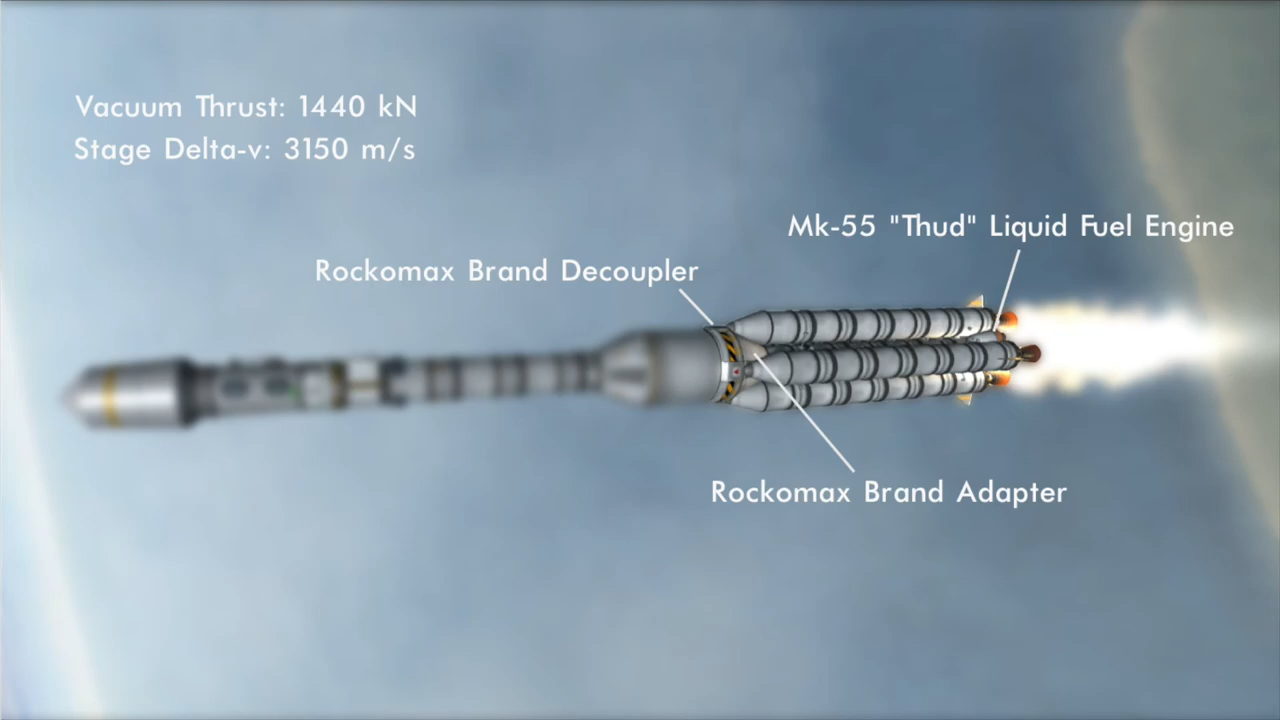 Vacuum Thrust: 1440 kN
Stage Delta-v: 3150 m/s
Mk-55 "Thud" Liquid Fuel Engine
Rockomax Brand Decoupler
Rockomax Brand Adapter